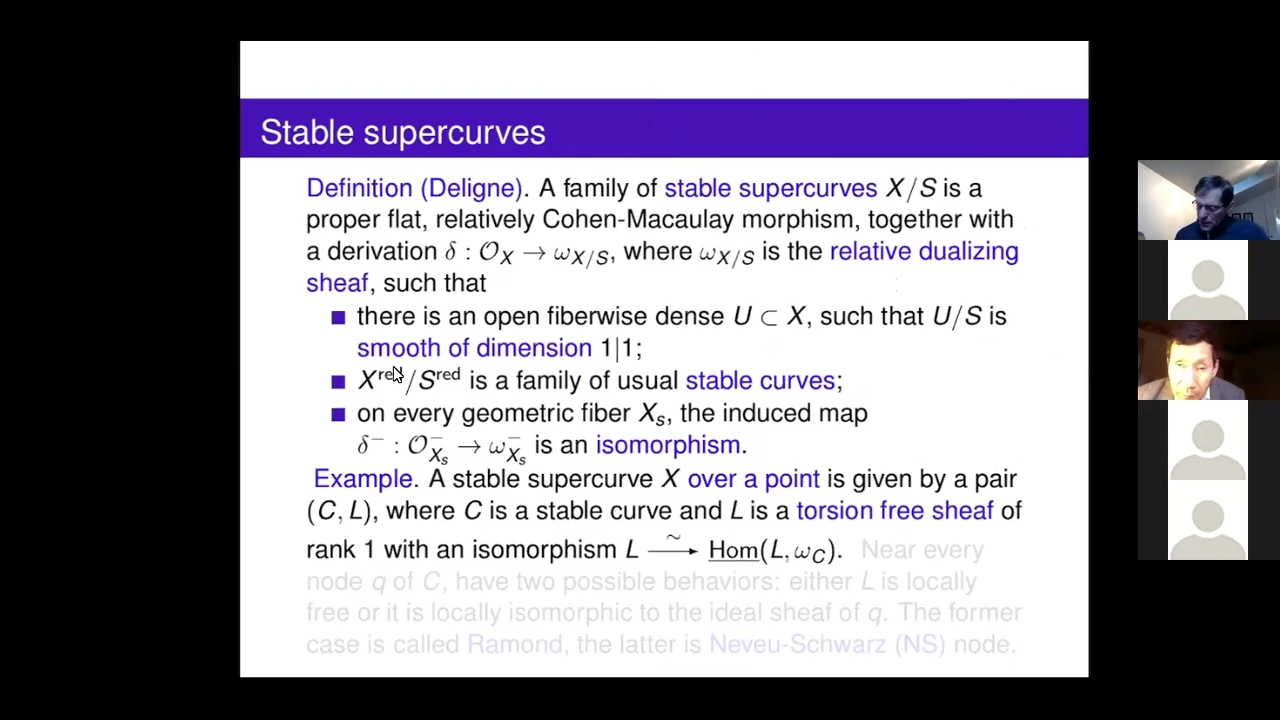 Stable supercurves
Definition (Deligne). A family of stable supercurves X/S is a
proper flat, relatively Cohen-Macaulay morphism, together with
a derivation δ : 𝒪_X → ω_{X/S}, where ω_{X/S} is the relative dualizing
sheaf, such that
■ there is an open fiberwise dense U ⊂ X, such that U/S is
smooth of dimension 1|1;
■ X^{red}/S^{red} is a family of usual stable curves;
■ on every geometric fiber X_s, the induced map
δ^- : 𝒪^-_{X_s} → ω^-_{X_s} is an isomorphism.
Example. A stable supercurve X over a point is given by a pair
(C, L), where C is a stable curve and L is a torsion free sheaf of
rank 1 with an isomorphism L \xrightarrow{∼} \underline{Hom}(L, ω_C). Near every
node q of C, have two possible behaviors: either L is locally
free or it is locally isomorphic to the ideal sheaf of q. The former
case is called Ramond, the latter is Neveu-Schwarz (NS) node.